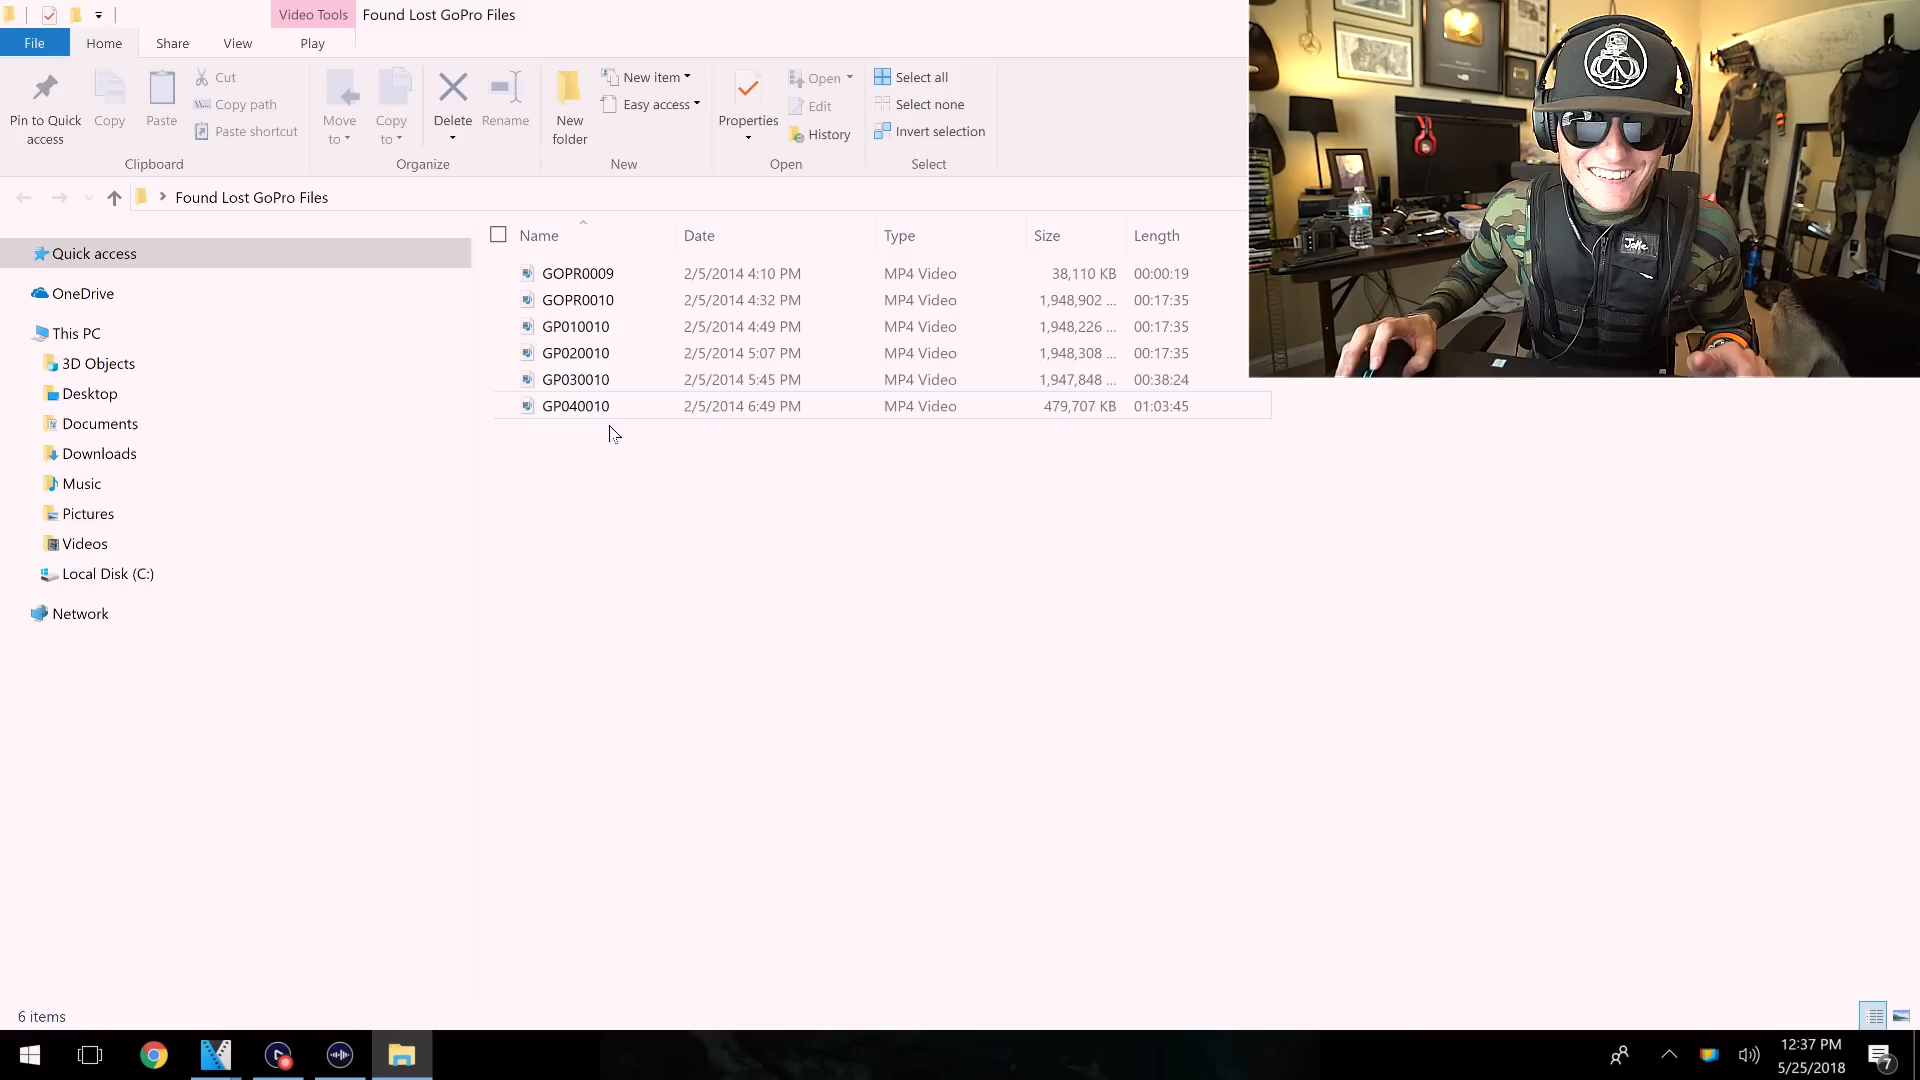 Video Tools Found Lost GoPro Files
File Home Share View Play
Pin to Quick access
Copy
Paste
Cut
Copy path
Paste shortcut
Clipboard
Move to
Copy to
Delete
Rename
Organize
New folder
New item
Easy access
New
Properties
Open
Edit
History
Open
Select all
Select none
Invert selection
Select
Found Lost GoPro Files
Quick access
OneDrive
This PC
3D Objects
Desktop
Documents
Downloads
Music
Pictures
Videos
Local Disk (C:)
Network
Name Date Type Size Length
GOPR0009 2/5/2014 4:10 PM MP4 Video 38,110 KB 00:00:19
GOPR0010 2/5/2014 4:32 PM MP4 Video 1,948,902 ... 00:17:35
GP010010 2/5/2014 4:49 PM MP4 Video 1,948,226 ... 00:17:35
GP020010 2/5/2014 5:07 PM MP4 Video 1,948,308 ... 00:17:35
GP030010 2/5/2014 5:45 PM MP4 Video 1,947,848 ... 00:38:24
GP040010 2/5/2014 6:49 PM MP4 Video 479,707 KB 01:03:45
6 items
12:37 PM
5/25/2018
7